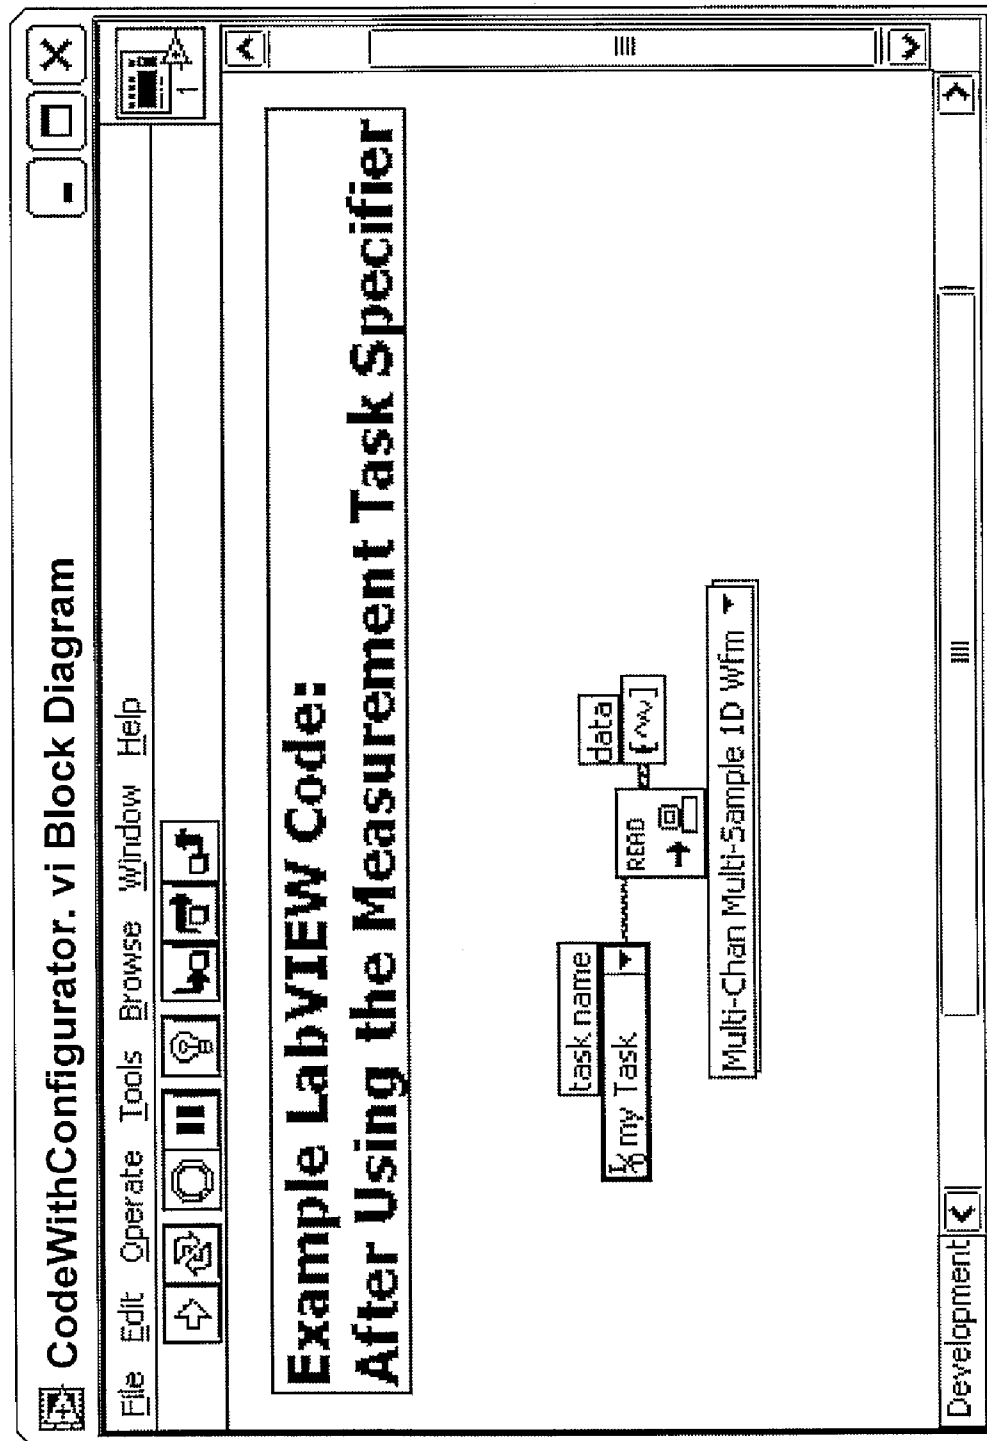 CodeWithConfigurator. vi Block Diagram
File Edit Operate Tools Browse Window Help
1
Example LabVIEW Code:
After Using the Measurement Task Specifier
task name
my Task
data
READ
Multi-Chan Multi-Sample 1D Wfm
Development